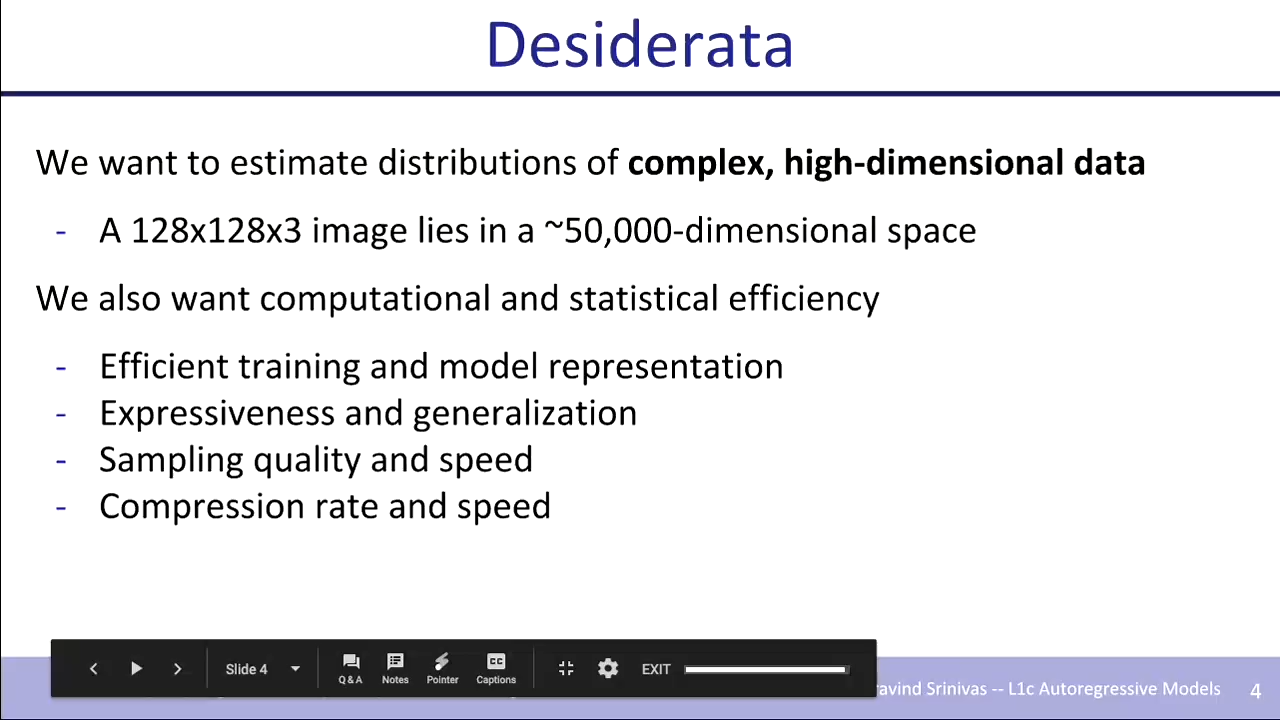 Desiderata
We want to estimate distributions of complex, high-dimensional data
- A 128x128x3 image lies in a ~50,000-dimensional space
We also want computational and statistical efficiency
- Efficient training and model representation
- Expressiveness and generalization
- Sampling quality and speed
- Compression rate and speed
Slide 4
Q&A
Notes
Pointer
CC
Captions
EXIT
Srinivas -- L1c Autoregressive Models
4